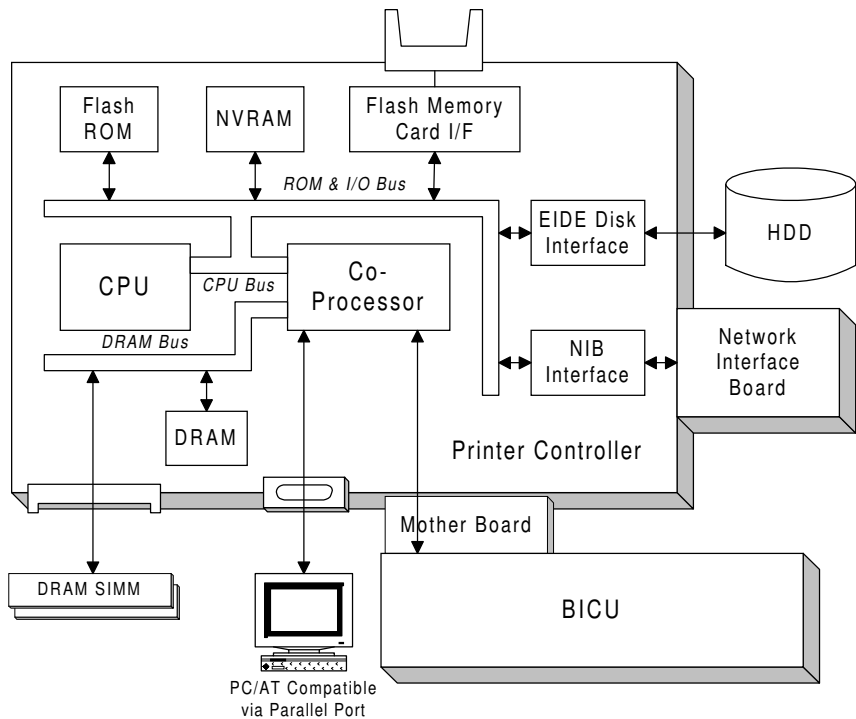 Flash
ROM
NVRAM
Flash Memory
Card I/F
ROM & I/O Bus
EIDE Disk
Interface
HDD
CPU
CPU Bus
Co-
Processor
DRAM Bus
NIB
Interface
Network
Interface
Board
DRAM
Printer Controller
Mother Board
DRAM SIMM
BICU
PC/AT Compatible
via Parallel Port